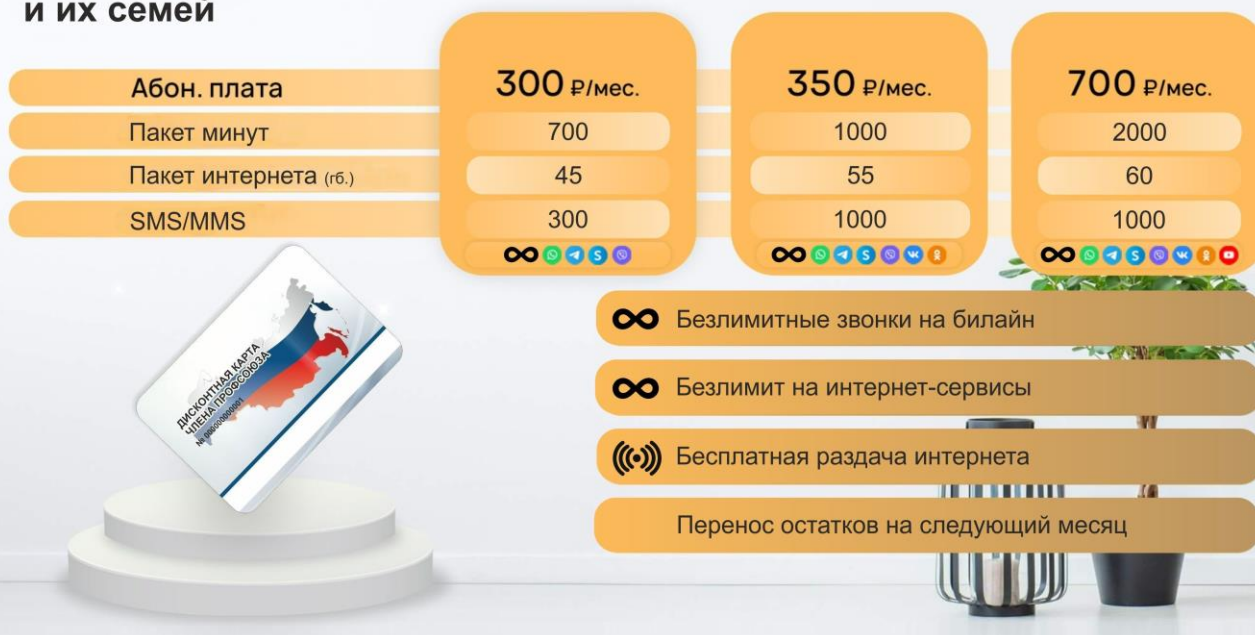 и их семей
Абон. плата 300 ₽/мес. 350 ₽/мес. 700 ₽/мес.
Пакет минут 700 1000 2000
Пакет интернета (гб.) 45 55 60
SMS/MMS 300 1000 1000
Безлимитные звонки на билайн
Безлимит на интернет-сервисы
Бесплатная раздача интернета
Перенос остатков на следующий месяц
ДИСКОНТНАЯ КАРТА
ЧЛЕНА ПРОФСОЮЗА
№ 000000000001